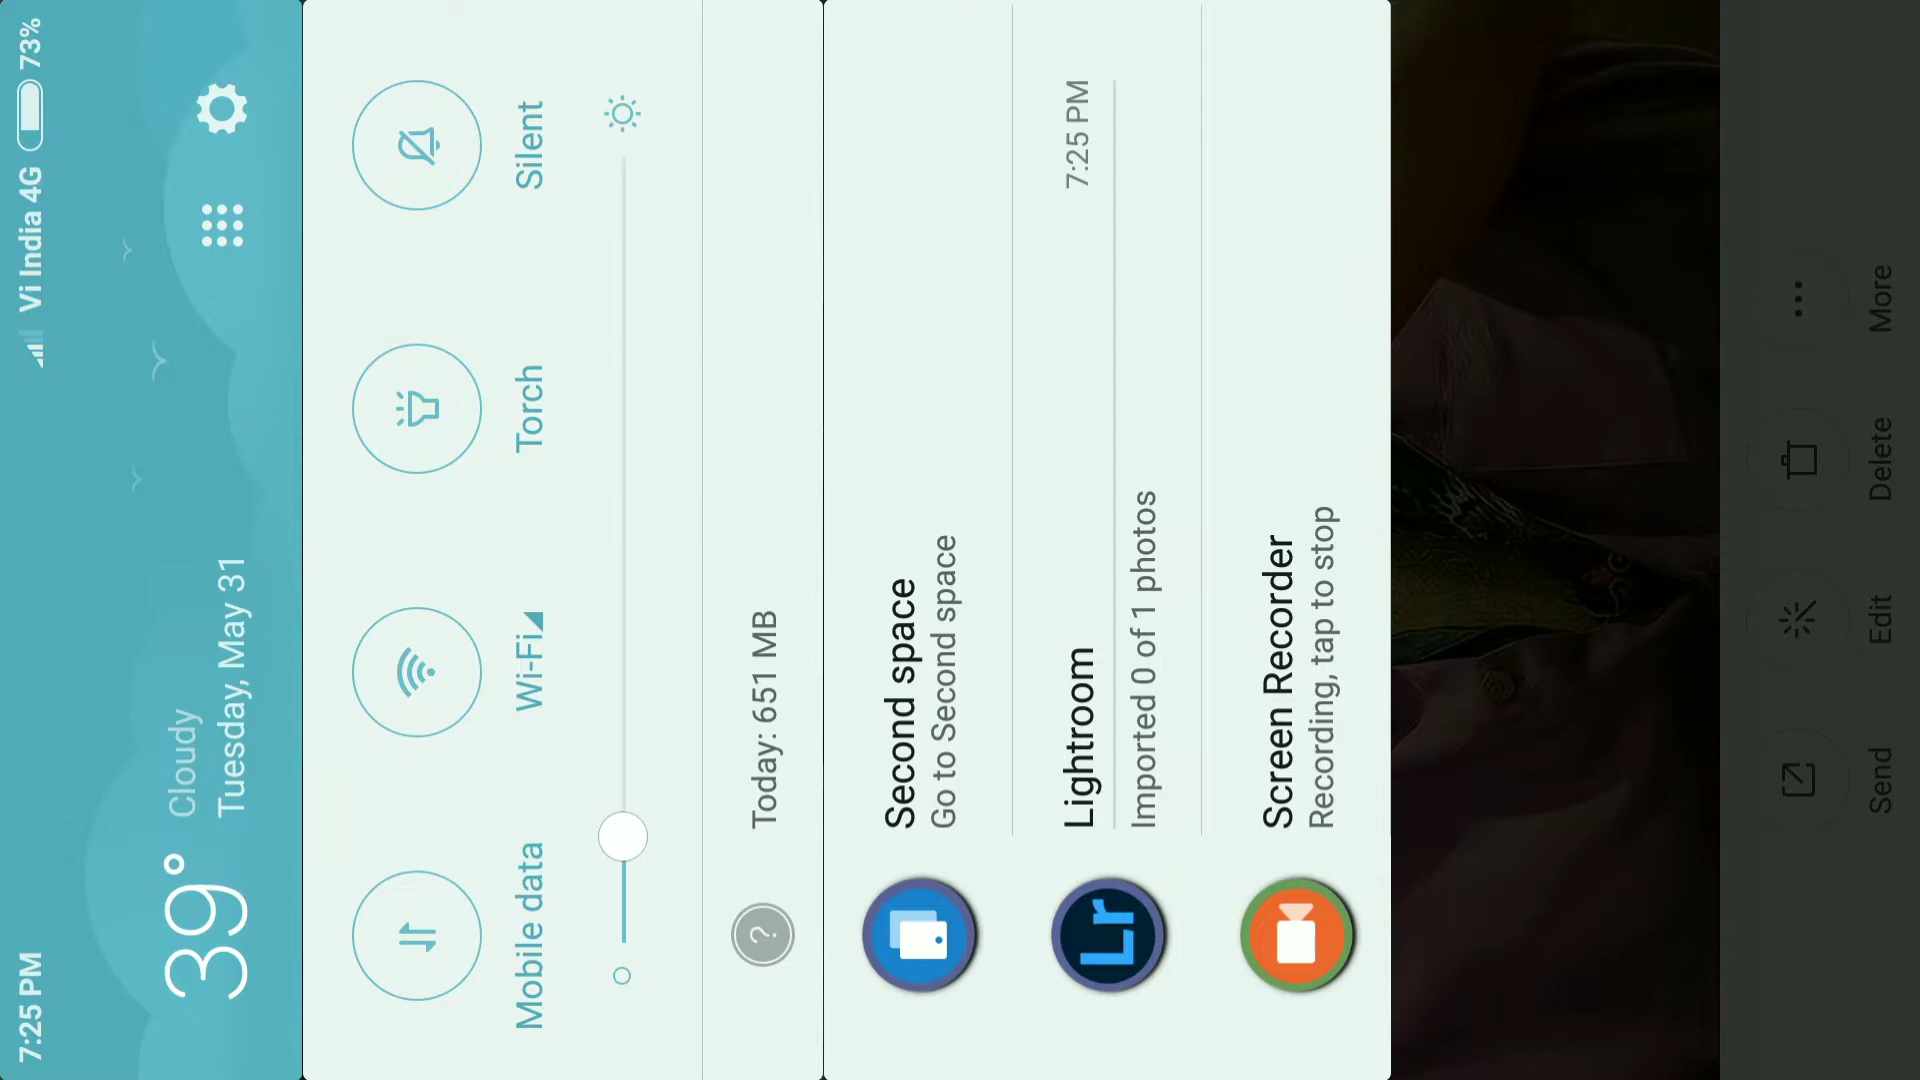 7:25 PM
Vi India 4G 73%
39°
Cloudy
Tuesday, May 31
Mobile data
Wi-Fi
Torch
Silent
? Today: 651 MB
Second space
Go to Second space
Lr
Lightroom
7:25 PM
Imported 0 of 1 photos
Screen Recorder
Recording, tap to stop
Send
Edit
Delete
More